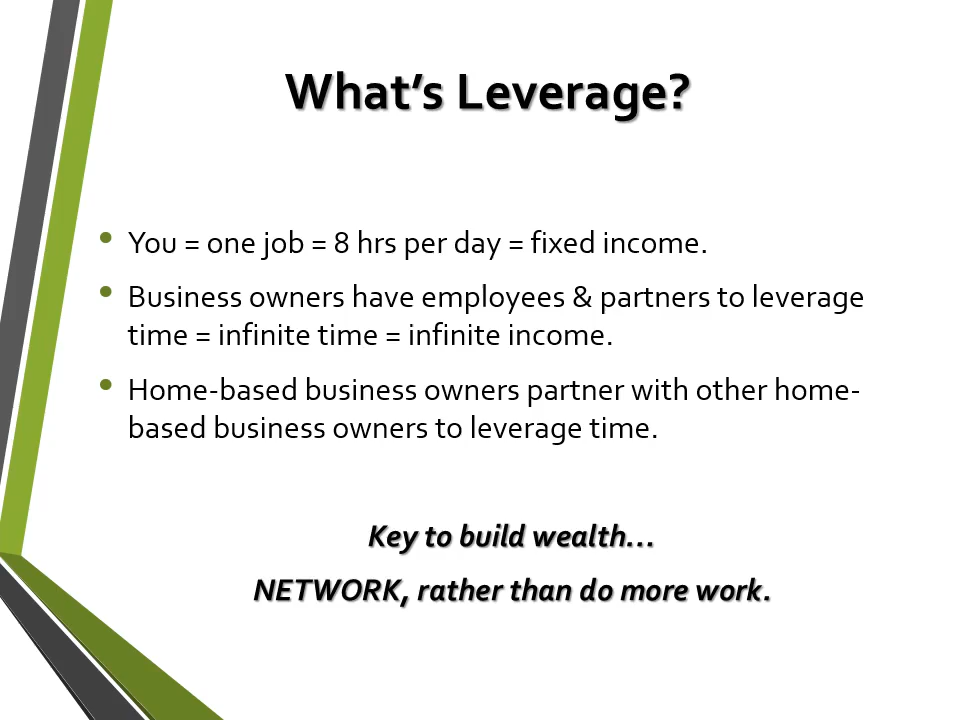 What’s Leverage?
• You = one job = 8 hrs per day = fixed income.
• Business owners have employees & partners to leverage
time = infinite time = infinite income.
• Home-based business owners partner with other home-
based business owners to leverage time.
Key to build wealth…
NETWORK, rather than do more work.